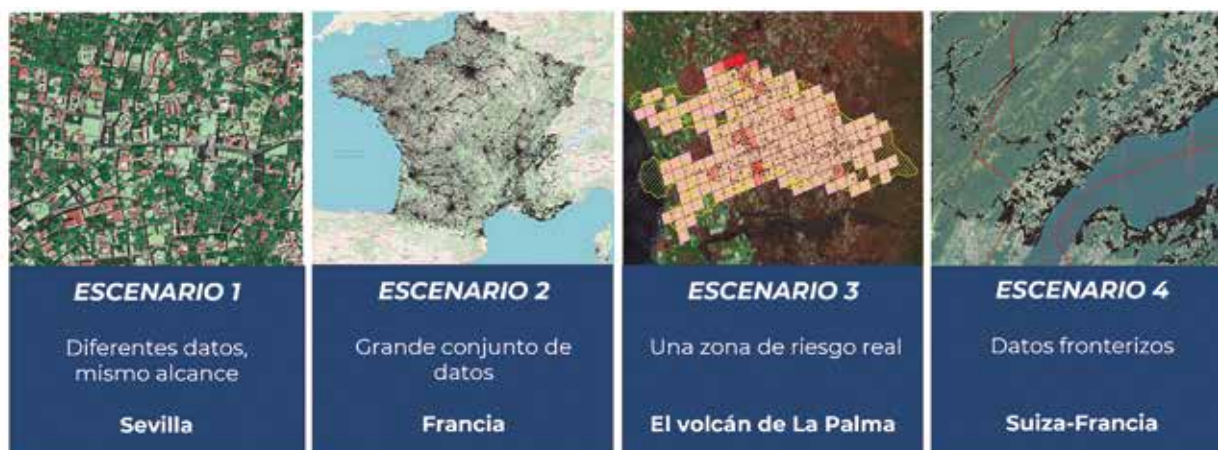 ESCENARIO 1
Diferentes datos,
mismo alcance
Sevilla
ESCENARIO 2
Grande conjunto de
datos
Francia
ESCENARIO 3
Una zona de riesgo real
El volcán de La Palma
ESCENARIO 4
Datos fronterizos
Suiza-Francia